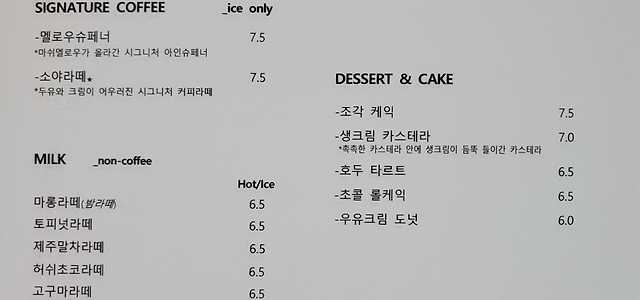 SIGNATURE COFFEE _ice only
-멜로우슈페너 7.5
*마쉬멜로우가 올라간 시그니처 아인슈페너
-소야라떼★ 7.5
*두유와 크림이 어우러진 시그니처 커피라떼
MILK _non-coffee
Hot/Ice
마롱라떼(밤라떼) 6.5
토피넛라떼 6.5
제주말차라떼 6.5
허쉬초코라떼 6.5
고구마라떼 6.5
DESSERT & CAKE
-조각 케익 7.5
-생크림 카스테라 7.0
*촉촉한 카스테라 안에 생크림이 듬뿍 들이간 카스테라
-호두 타르트 6.5
-초콜 롤케익 6.5
-우유크림 도넛 6.0